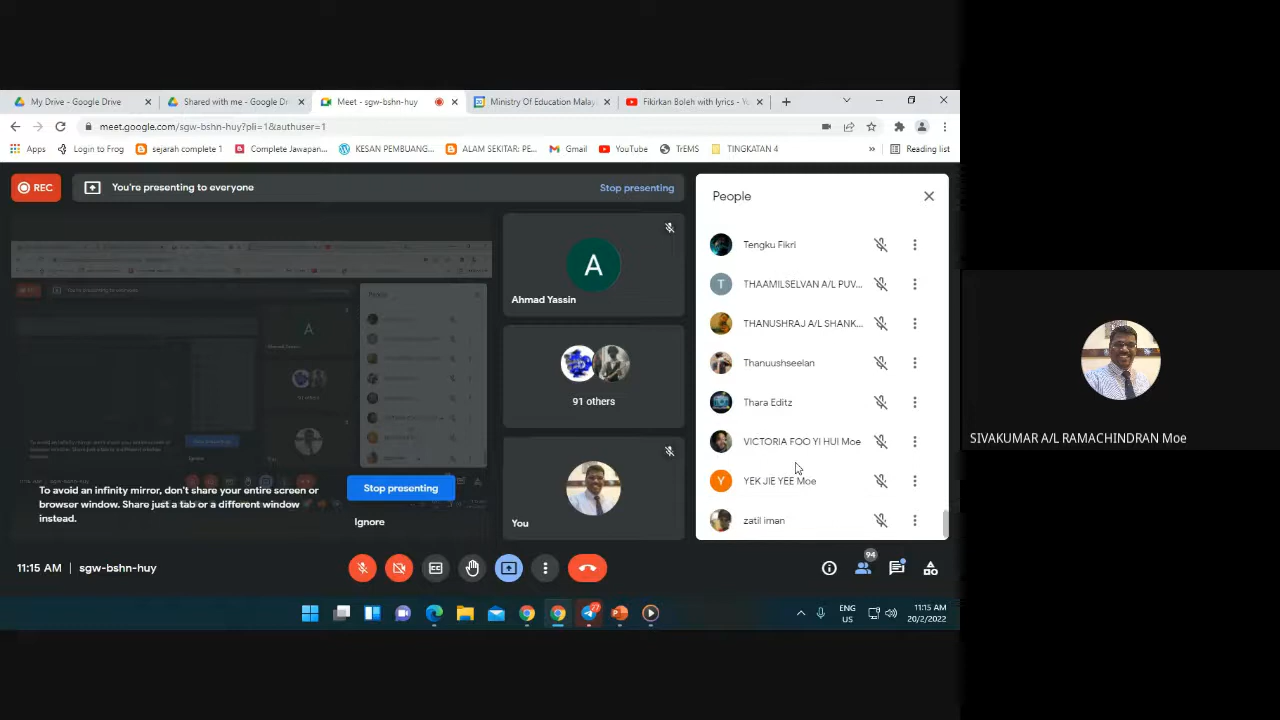 My Drive - Google Drive
Shared with me - Google Dr
Meet - sgw-bshn-huy
Ministry Of Education Malay
Fikirkan Boleh with lyrics - Yo
meet.google.com/sgw-bshn-huy?pli=1&authuser=1
Apps
Login to Frog
sejarah complete 1
Complete Jawapan...
KESAN PEMBUANG...
ALAM SEKITAR: PE...
Gmail
YouTube
TrEMS
TINGKATAN 4
»
Reading list
REC
You're presenting to everyone
Stop presenting
People
A
Ahmad Yassin
91 others
You
Tengku Fikri
T
THAAMILSELVAN A/L PUV...
THANUSHRAJ A/L SHANK...
Thanuushseelan
Thara Editz
VICTORIA FOO YI HUI Moe
Y
YEK JIE YEE Moe
zatil iman
To avoid an infinity mirror, don't share your entire screen or
browser window. Share just a tab or a different window
instead.
Stop presenting
Ignore
11:15 AM | sgw-bshn-huy
94
ENG
US
11:15 AM
20/2/2022
SIVAKUMAR A/L RAMACHINDRAN Moe